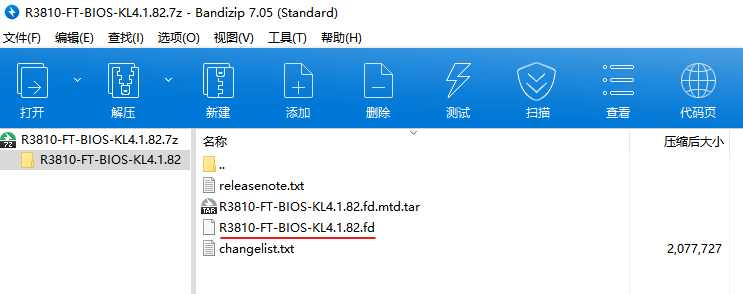 R3810-FT-BIOS-KL4.1.82.7z - Bandizip 7.05 (Standard)
文件(F) 编辑(E) 查找(I) 选项(O) 视图(V) 工具(T) 帮助(H)
打开 解压 新建 添加 删除 测试 扫描 查看 代码页
R3810-FT-BIOS-KL4.1.82.7z
R3810-FT-BIOS-KL4.1.82
名称 压缩后大小
..
releasenote.txt
R3810-FT-BIOS-KL4.1.82.fd.mtd.tar
R3810-FT-BIOS-KL4.1.82.fd
changelist.txt 2,077,727